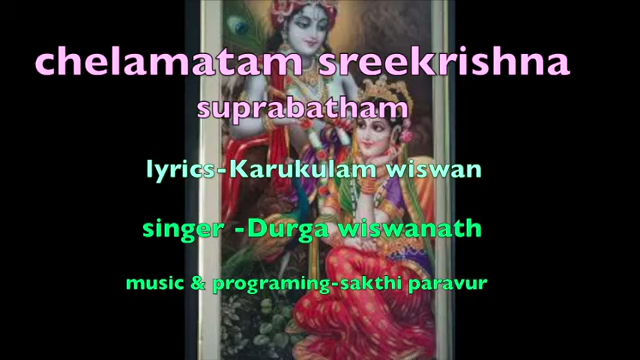 chelamatam sreekrishna
suprabatham
lyrics-Karukulam wiswan
singer -Durga wiswanath
music & programing-sakthi paravur